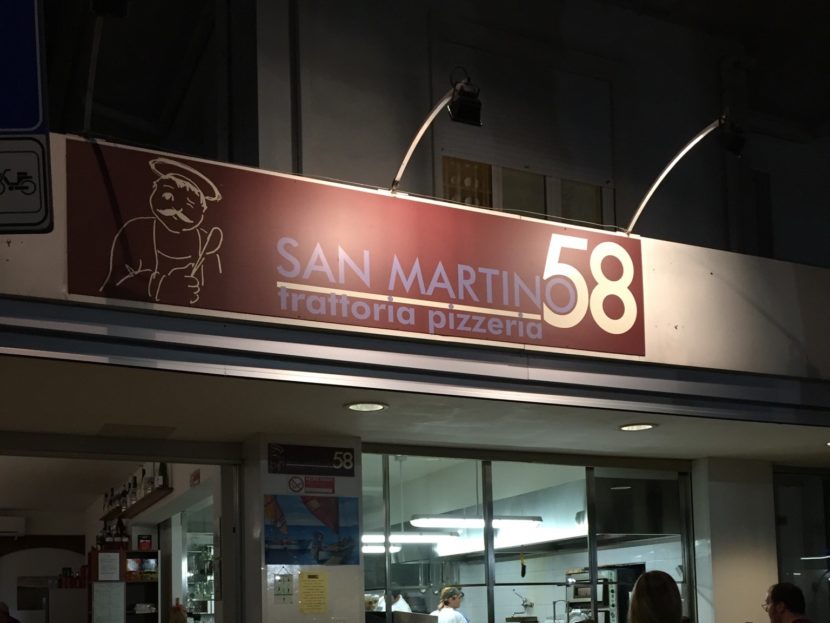 SAN MARTINO 58
trattoria pizzeria
58